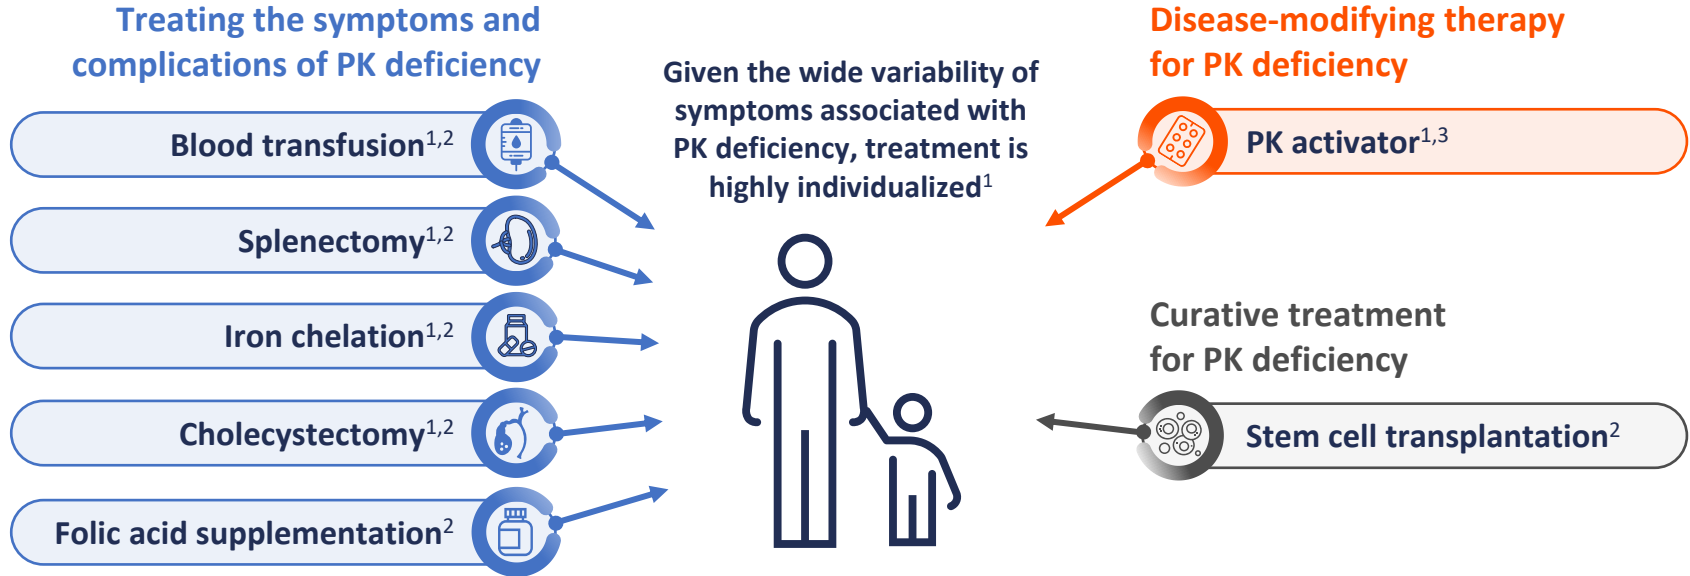 Treating the symptoms and
complications of PK deficiency
Blood transfusion1,2
Splenectomy1,2
Iron chelation1,2
Cholecystectomy1,2
Folic acid supplementation2
Given the wide variability of
symptoms associated with
PK deficiency, treatment is
highly individualized1
Disease-modifying therapy
for PK deficiency
PK activator1,3
Curative treatment
for PK deficiency
Stem cell transplantation2